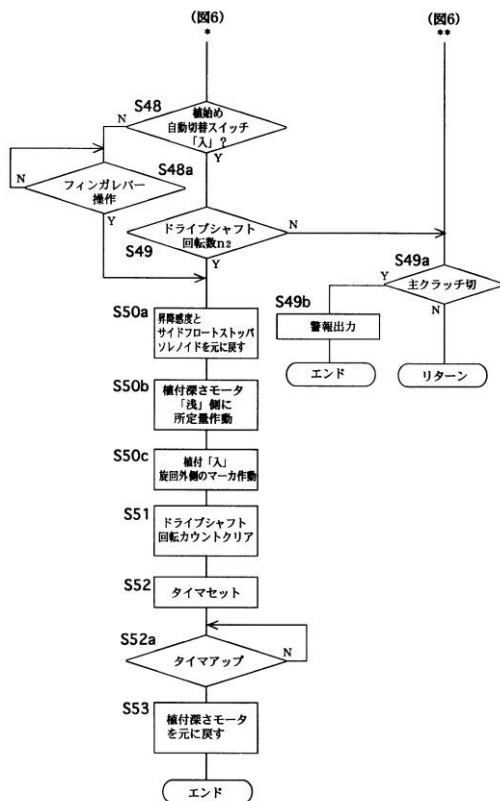 (図6)
*
(図6)
**
S48
植始め
自動切替スイッチ
「入」?
N
Y
S48a
フィンガレバー
操作
N
Y
S49
ドライブシャフト
回転数n2
N
Y
S49a
主クラッチ切
Y
N
S49b
警報出力
エンド
リターン
S50a
昇降感度と
サイドフロートストッパ
ソレノイドを元に戻す
S50b
植付深さモータ
「浅」側に
所定量作動
S50c
植付「入」
旋回外側のマーカ作動
S51
ドライブシャフト
回転カウントクリア
S52
タイマセット
S52a
タイマアップ
N
S53
植付深さモータ
を元に戻す
エンド